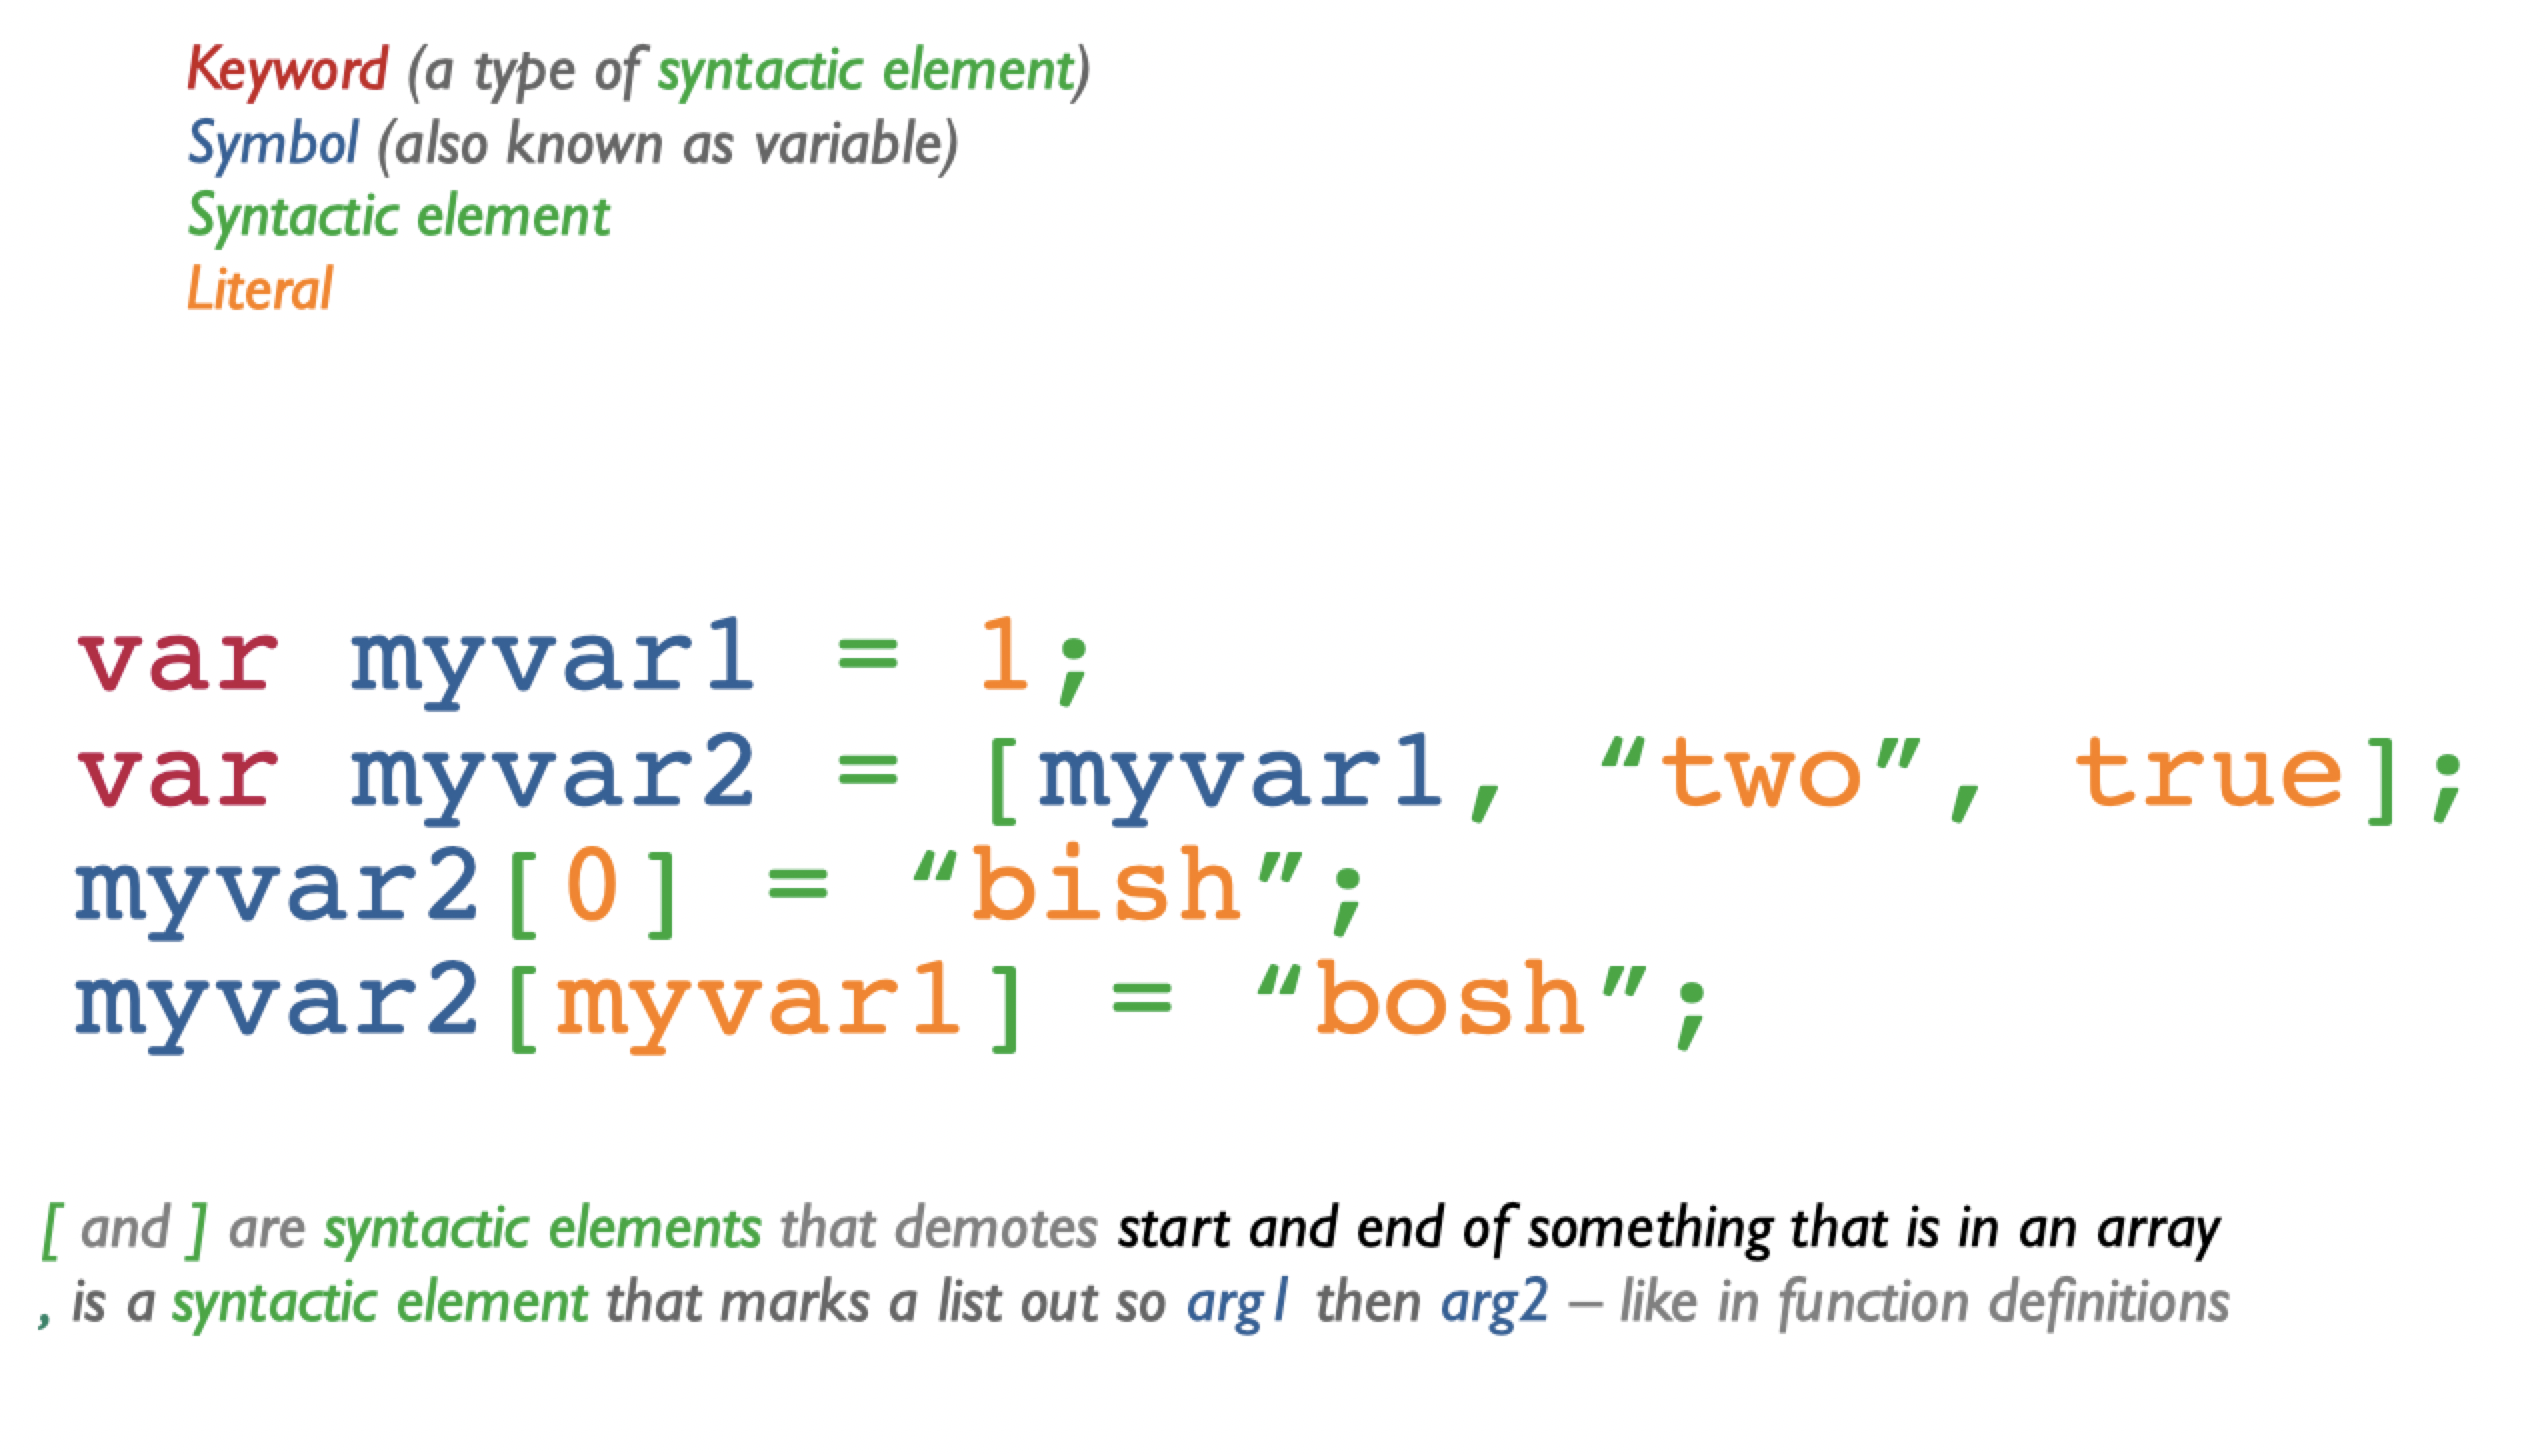 Keyword (a type of syntactic element)
Symbol (also known as variable)
Syntactic element
Literal
var myvar1 = 1;
var myvar2 = [myvar1, “two”, true];
myvar2[0] = “bish”;
myvar2[myvar1] = “bosh”;
[ and ] are syntactic elements that demotes start and end of something that is in an array
, is a syntactic element that marks a list out so arg1 then arg2 – like in function definitions